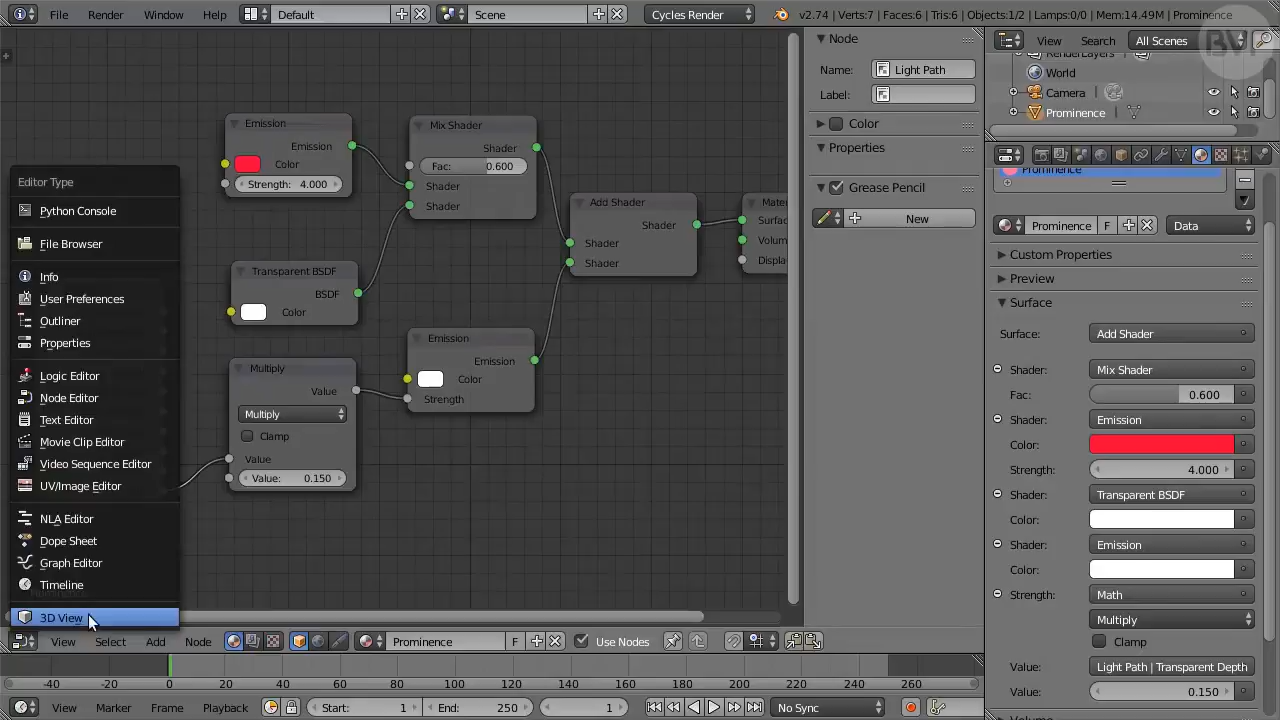 File Render Window Help Default Scene Cycles Render v2.74 | Verts:7 | Faces:6 | Tris:6 | Objects:1/2 | Lamps:0/0 | Mem:14.49M | Prominence
Node
View Search All Scenes
RenderLayers
World
Camera
Prominence
Name: Light Path
Label:
Color
Properties
Grease Pencil
New
Emission
Emission
Color
Strength: 4.000
Mix Shader
Shader
Fac: 0.600
Shader
Shader
Add Shader
Shader
Shader
Shader
Transparent BSDF
BSDF
Color
Emission
Emission
Color
Strength
Multiply
Value
Multiply
Clamp
Value
Value: 0.150
Editor Type
Python Console
File Browser
Info
User Preferences
Outliner
Properties
Logic Editor
Node Editor
Text Editor
Movie Clip Editor
Video Sequence Editor
UV/Image Editor
NLA Editor
Dope Sheet
Graph Editor
Timeline
3D View
Prominence
Prominence F Data
Custom Properties
Preview
Surface
Surface: Add Shader
Shader: Mix Shader
Fac: 0.600
Shader: Emission
Color:
Strength: 4.000
Shader: Transparent BSDF
Color:
Shader: Emission
Color:
Strength: Math
Multiply
Clamp
Value: Light Path | Transparent Depth
Value: 0.150
View Select Add Node Prominence F Use Nodes
-40 -20 0 20 40 60 80 100 120 140 160 180 200 220 240 260
View Marker Frame Playback Start: 1 End: 250 1 No Sync